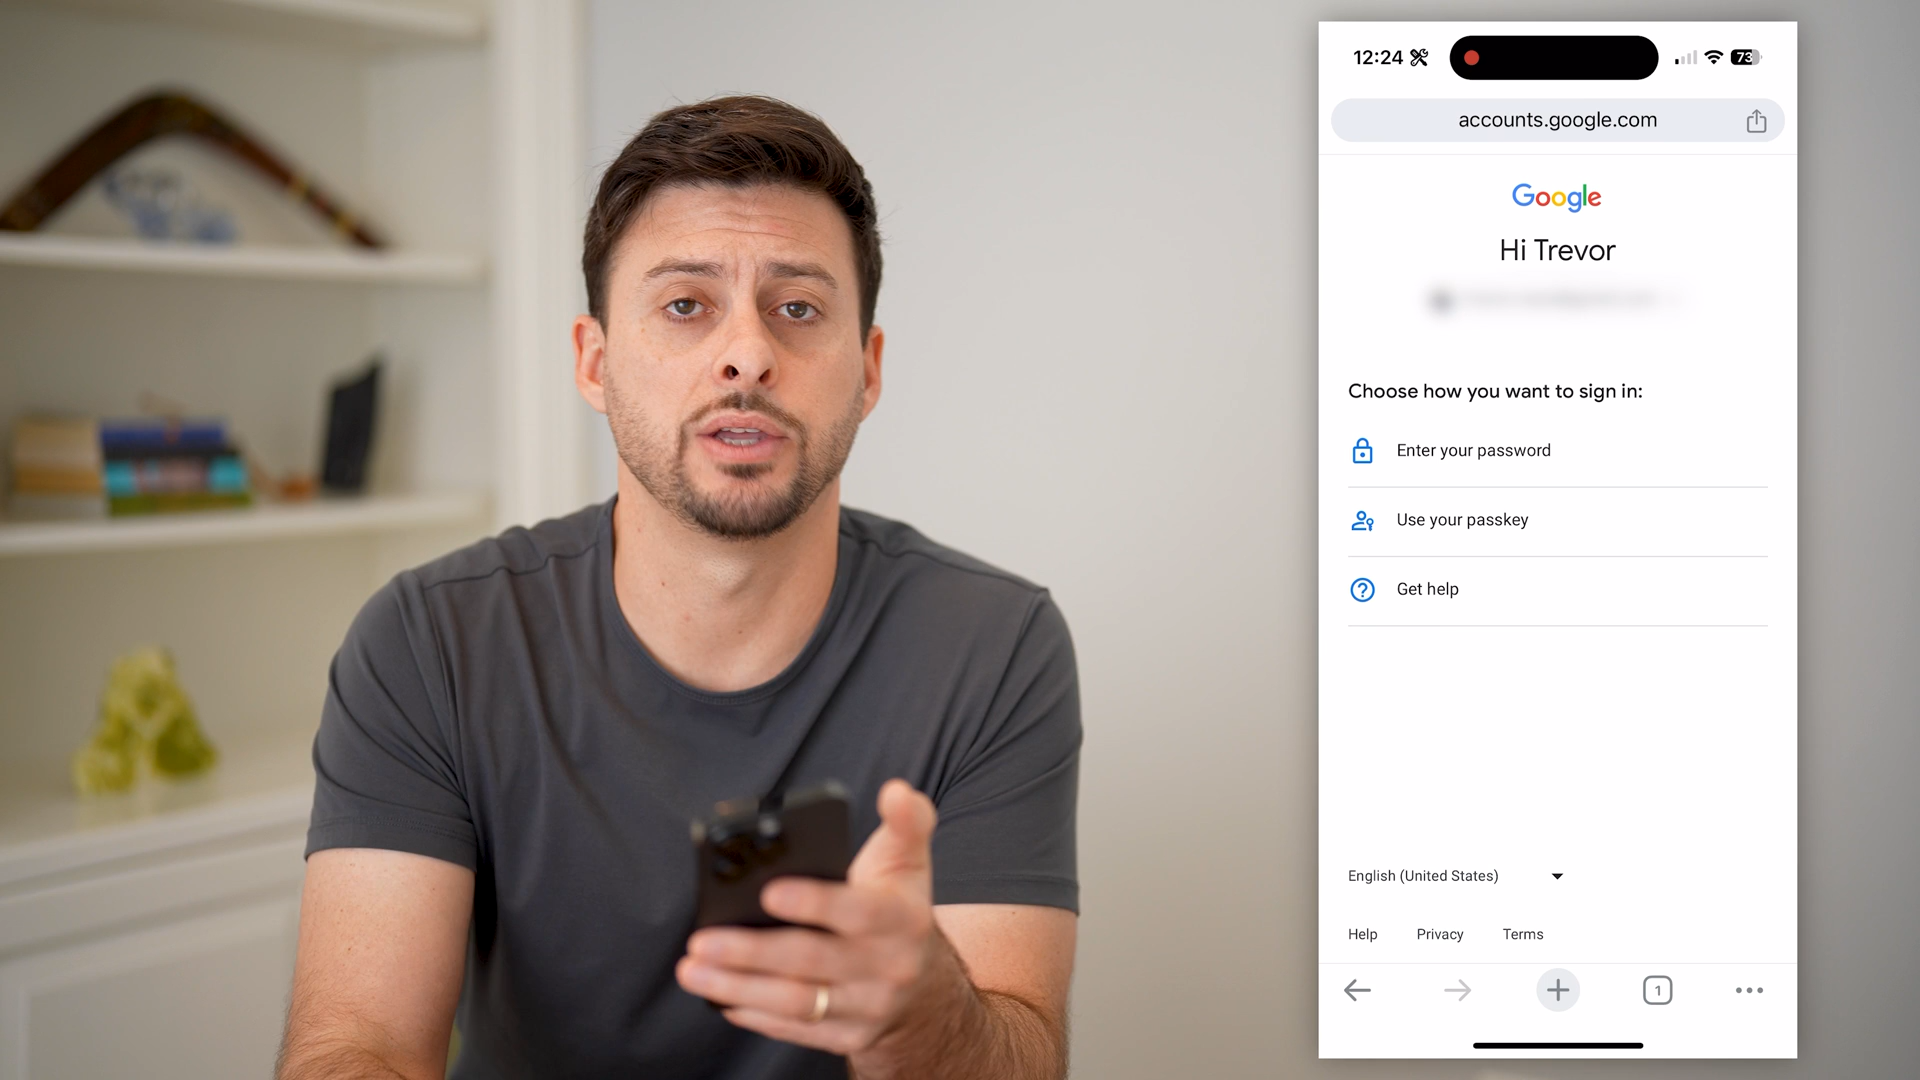 12:24
73
accounts.google.com
Google
Hi Trevor
Choose how you want to sign in:
Enter your password
Use your passkey
Get help
English (United States)
Help Privacy Terms
1